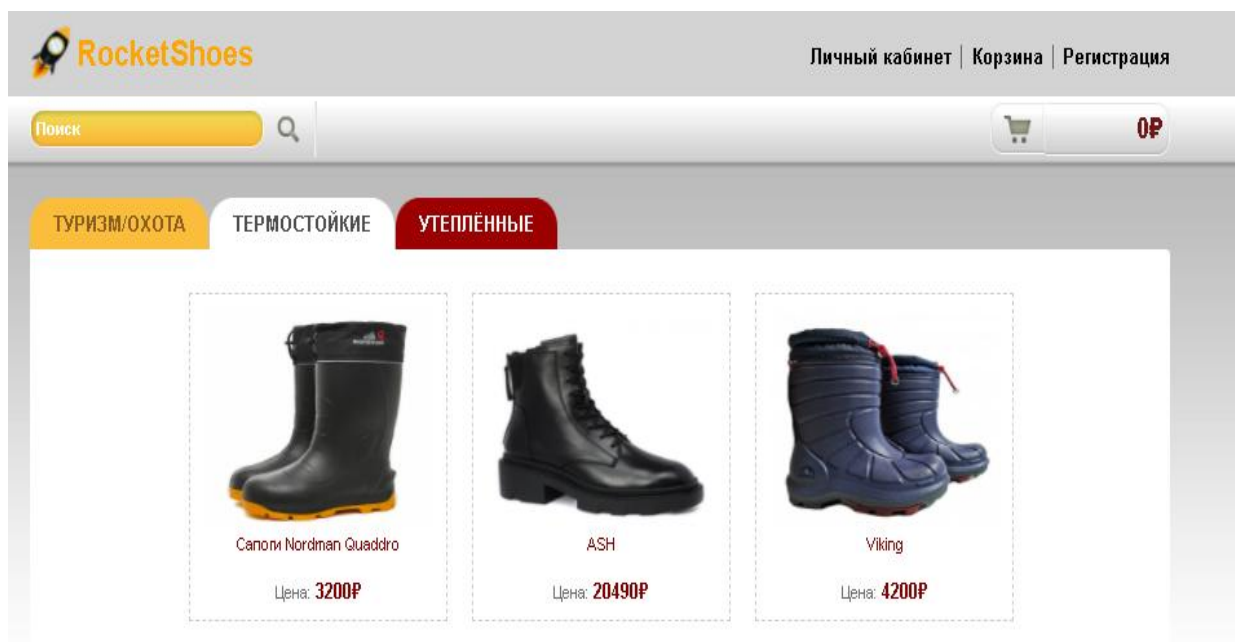 RocketShoes
Личный кабинет | Корзина | Регистрация
Поиск
0₽
ТУРИЗМ/ОХОТА ТЕРМОСТОЙКИЕ УТЕПЛЁННЫЕ
Сапоги Nordman Quaddro ASH Viking
Цена: 3200₽ Цена: 20490₽ Цена: 4200₽